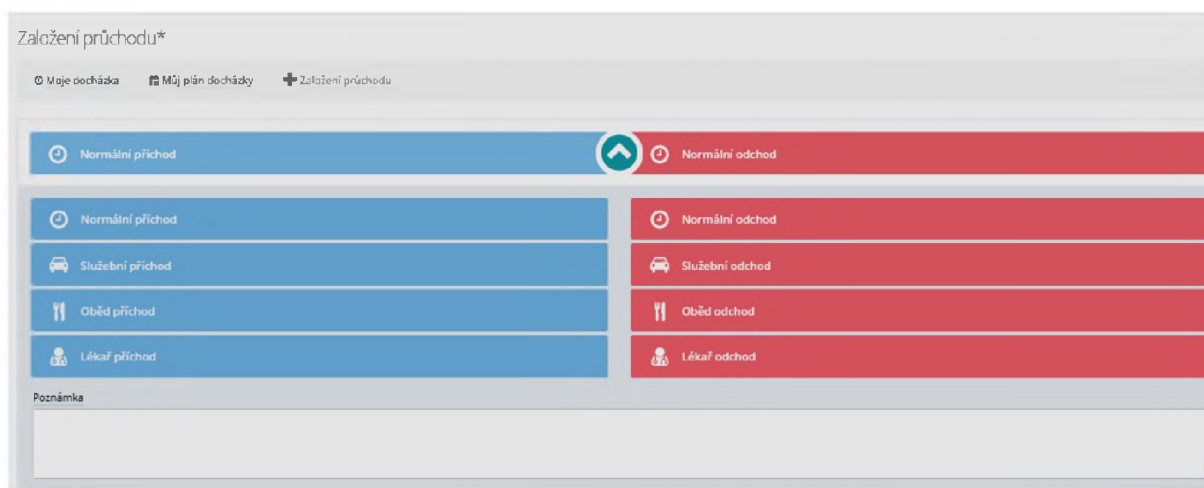 Založení průchodu*
Moje docházka Můj plán docházky Založení průchodu
Normální příchod Normální odchod
Normální příchod Normální odchod
Služební příchod Služební odchod
Oběd příchod Oběd odchod
Lékař příchod Lékař odchod
Poznámka